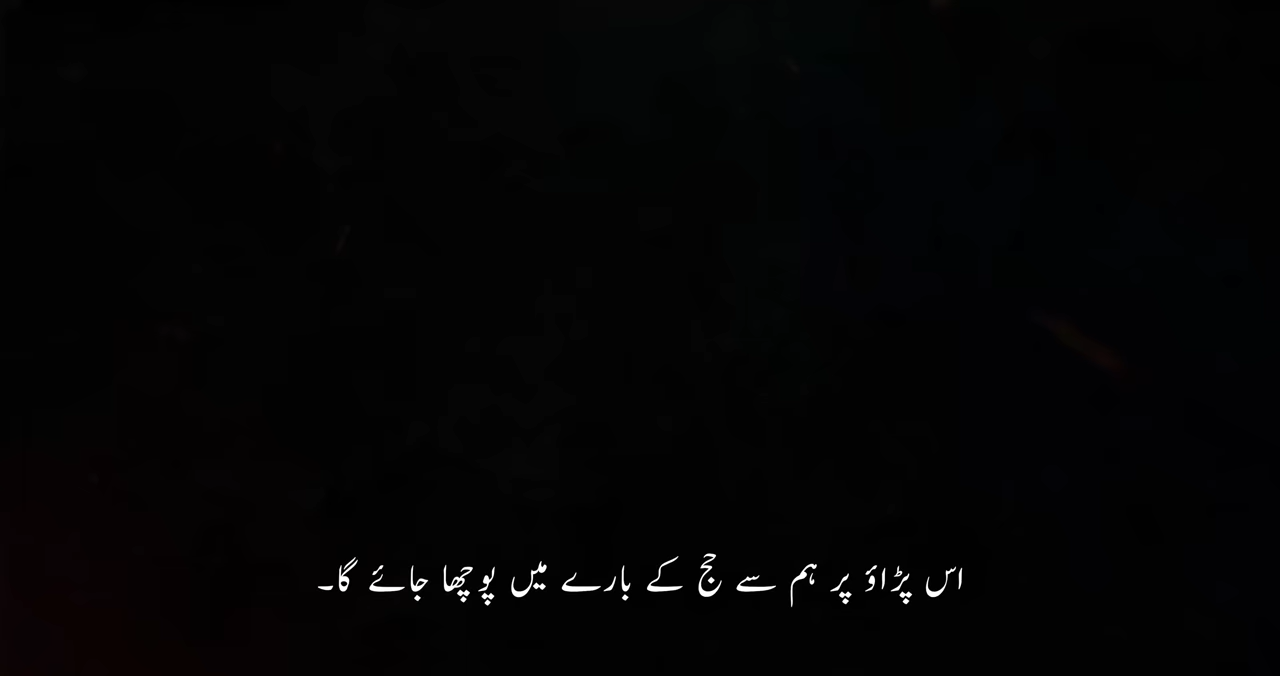 اس پڑاؤ پر ہم سے حج کے بارے میں پوچھا جائے گا۔